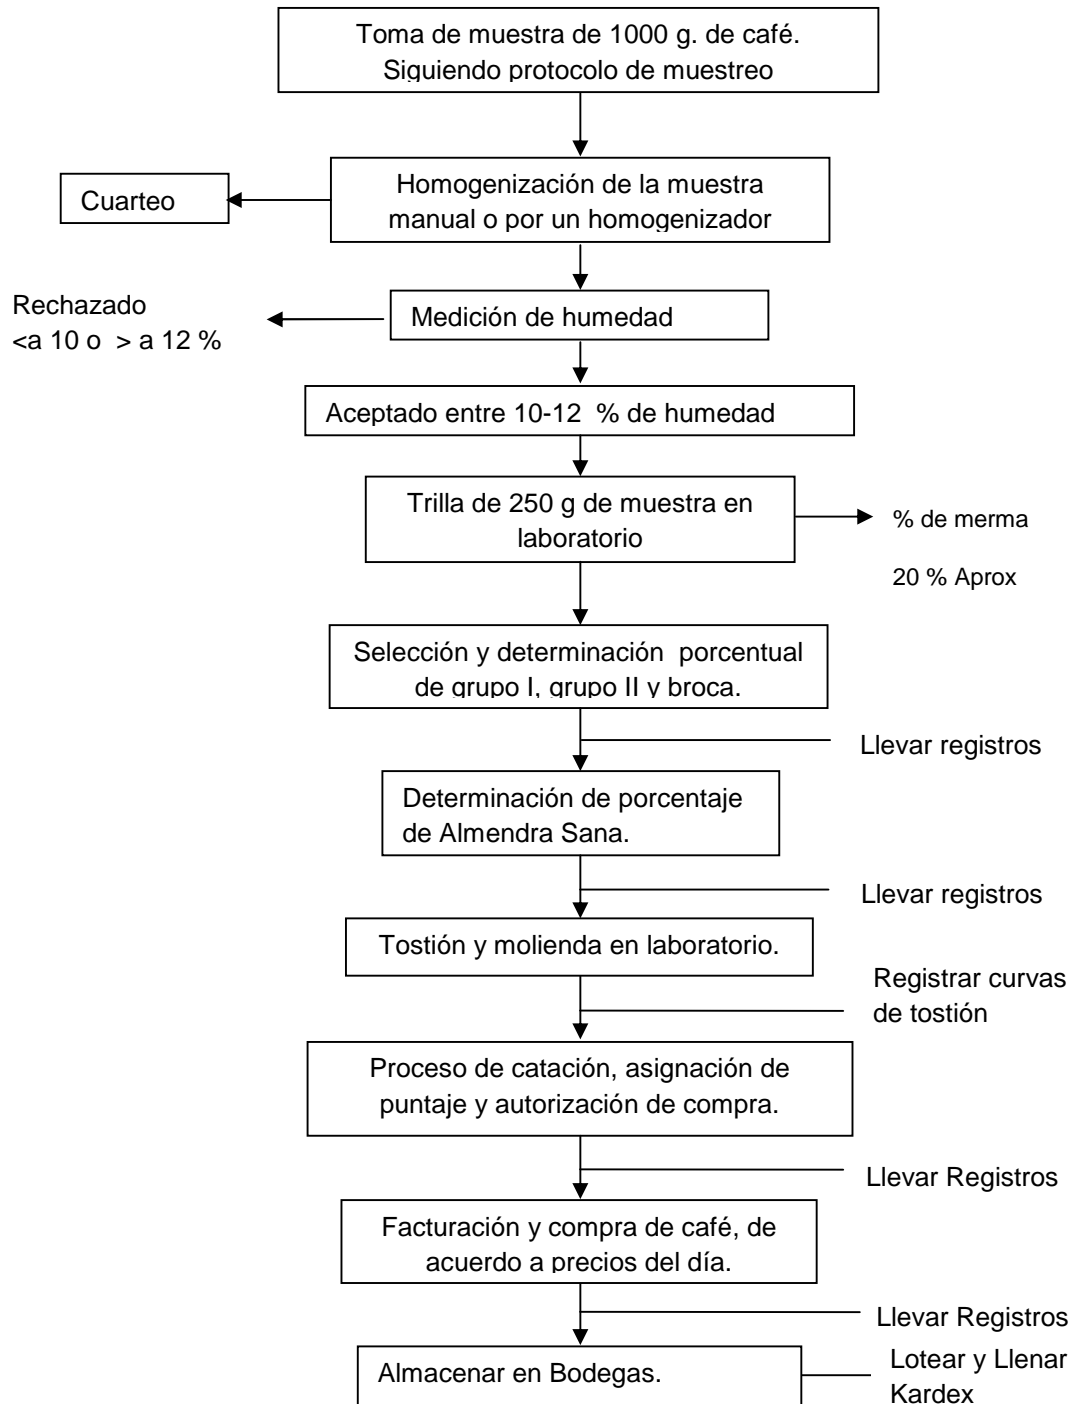 Toma de muestra de 1000 g. de café.
Siguiendo protocolo de muestreo
Homogenización de la muestra
manual o por un homogenizador
Cuarteo
Medición de humedad
Rechazado
<a 10 o  > a 12 %
Aceptado entre 10-12  % de humedad
Trilla de 250 g de muestra en
laboratorio
% de merma
20 % Aprox
Selección y determinación  porcentual
de grupo I, grupo II y broca.
Llevar registros
Determinación de porcentaje
de Almendra Sana.
Llevar registros
Tostión y molienda en laboratorio.
Registrar curvas
de tostión
Proceso de catación, asignación de
puntaje y autorización de compra.
Llevar Registros
Facturación y compra de café, de
acuerdo a precios del día.
Llevar Registros
Almacenar en Bodegas.
Lotear y Llenar
Kardex